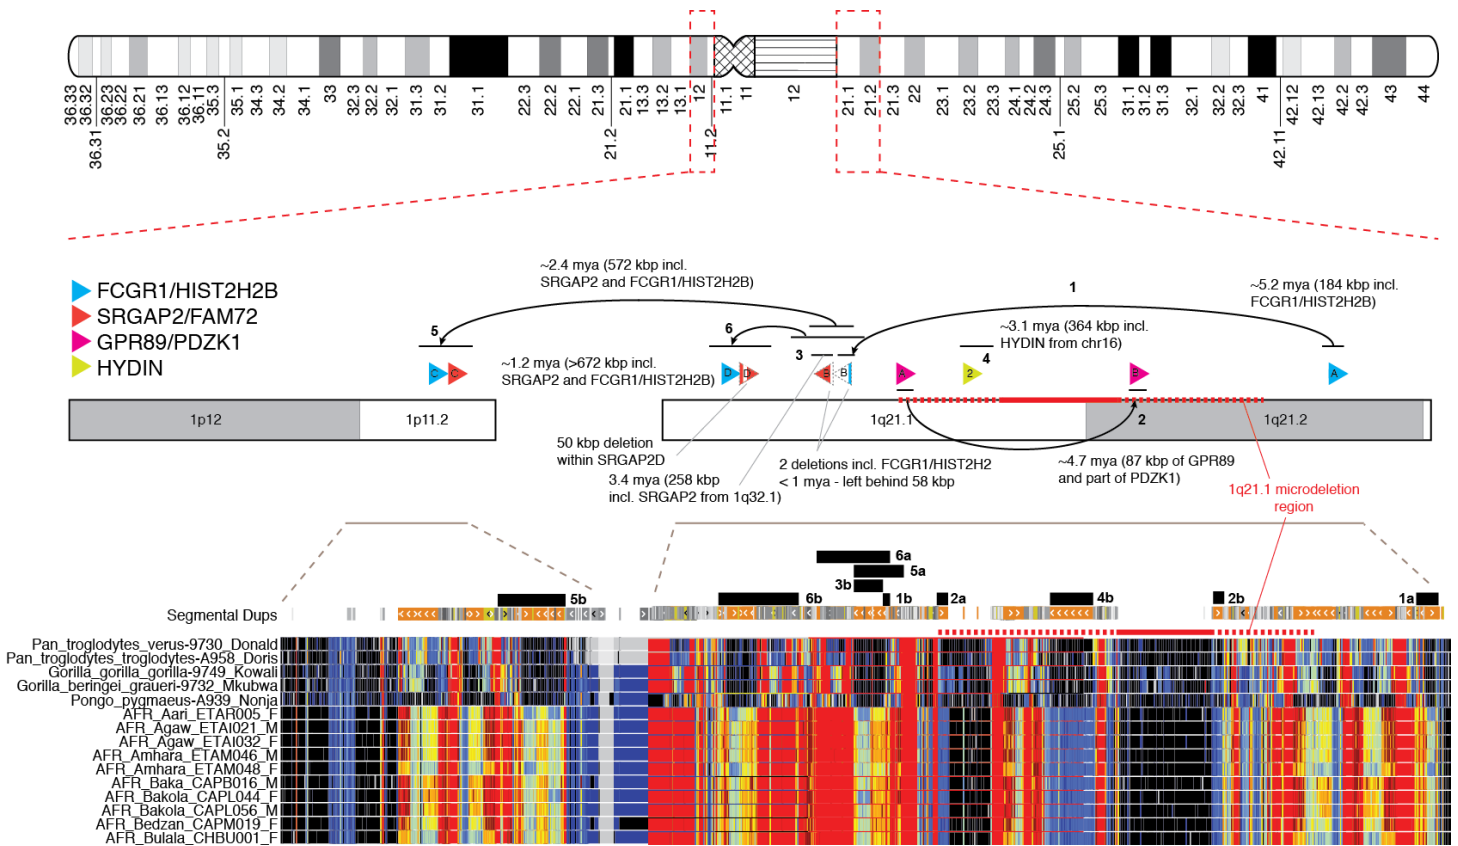 36.33
36.32
36.31
36.23
36.22
36.21
36.13
36.12
36.11
35.3
35.2
35.1
34.3
34.2
34.1
33
32.3
32.2
32.1
31.3
31.2
31.1
22.3
22.2
22.1
21.3
21.2
21.1
13.3
13.2
13.1
12
11.2
11.1
11
12
21.1
21.2
21.3
22
23.1
23.2
23.3
24.1
24.2
24.3
25.1
25.2
25.3
31.1
31.2
31.3
32.1
32.2
32.3
41
42.11
42.12
42.13
42.2
42.3
43
44
FCGR1/HIST2H2B
SRGAP2/FAM72
GPR89/PDZK1
HYDIN
~2.4 mya (572 kbp incl.
SRGAP2 and FCGR1/HIST2H2B)
1
~5.2 mya (184 kbp incl.
FCGR1/HIST2H2B)
5
6
3
~3.1 mya (364 kbp incl.
HYDIN from chr16)
4
~1.2 mya (>672 kbp incl.
SRGAP2 and FCGR1/HIST2H2B)
C
C
D
D
B
B
A
2
B
A
1p12
1p11.2
1q21.1
2
1q21.2
50 kbp deletion
within SRGAP2D
3.4 mya (258 kbp
incl. SRGAP2 from 1q32.1)
2 deletions incl. FCGR1/HIST2H2
< 1 mya - left behind 58 kbp
~4.7 mya (87 kbp of GPR89
and part of PDZK1)
1q21.1 microdeletion
region
6a
5a
3b
5b
6b
1b
2a
4b
2b
1a
Segmental Dups
Pan_troglodytes_verus-9730_Donald
Pan_troglodytes_troglodytes-A958_Doris
Gorilla_gorilla_gorilla-9749_Kowali
Gorilla_beringei_graueri-9732_Mkubwa
Pongo_pygmaeus-A939_Nonja
AFR_Aari_ETAR005_F
AFR_Agaw_ETAI021_M
AFR_Agaw_ETAI032_F
AFR_Amhara_ETAM046_M
AFR_Amhara_ETAM048_F
AFR_Baka_CAPB016_M
AFR_Bakola_CAPL044_F
AFR_Bakola_CAPL056_M
AFR_Bedzan_CAPM019_F
AFR_Bulala_CHBU001_F